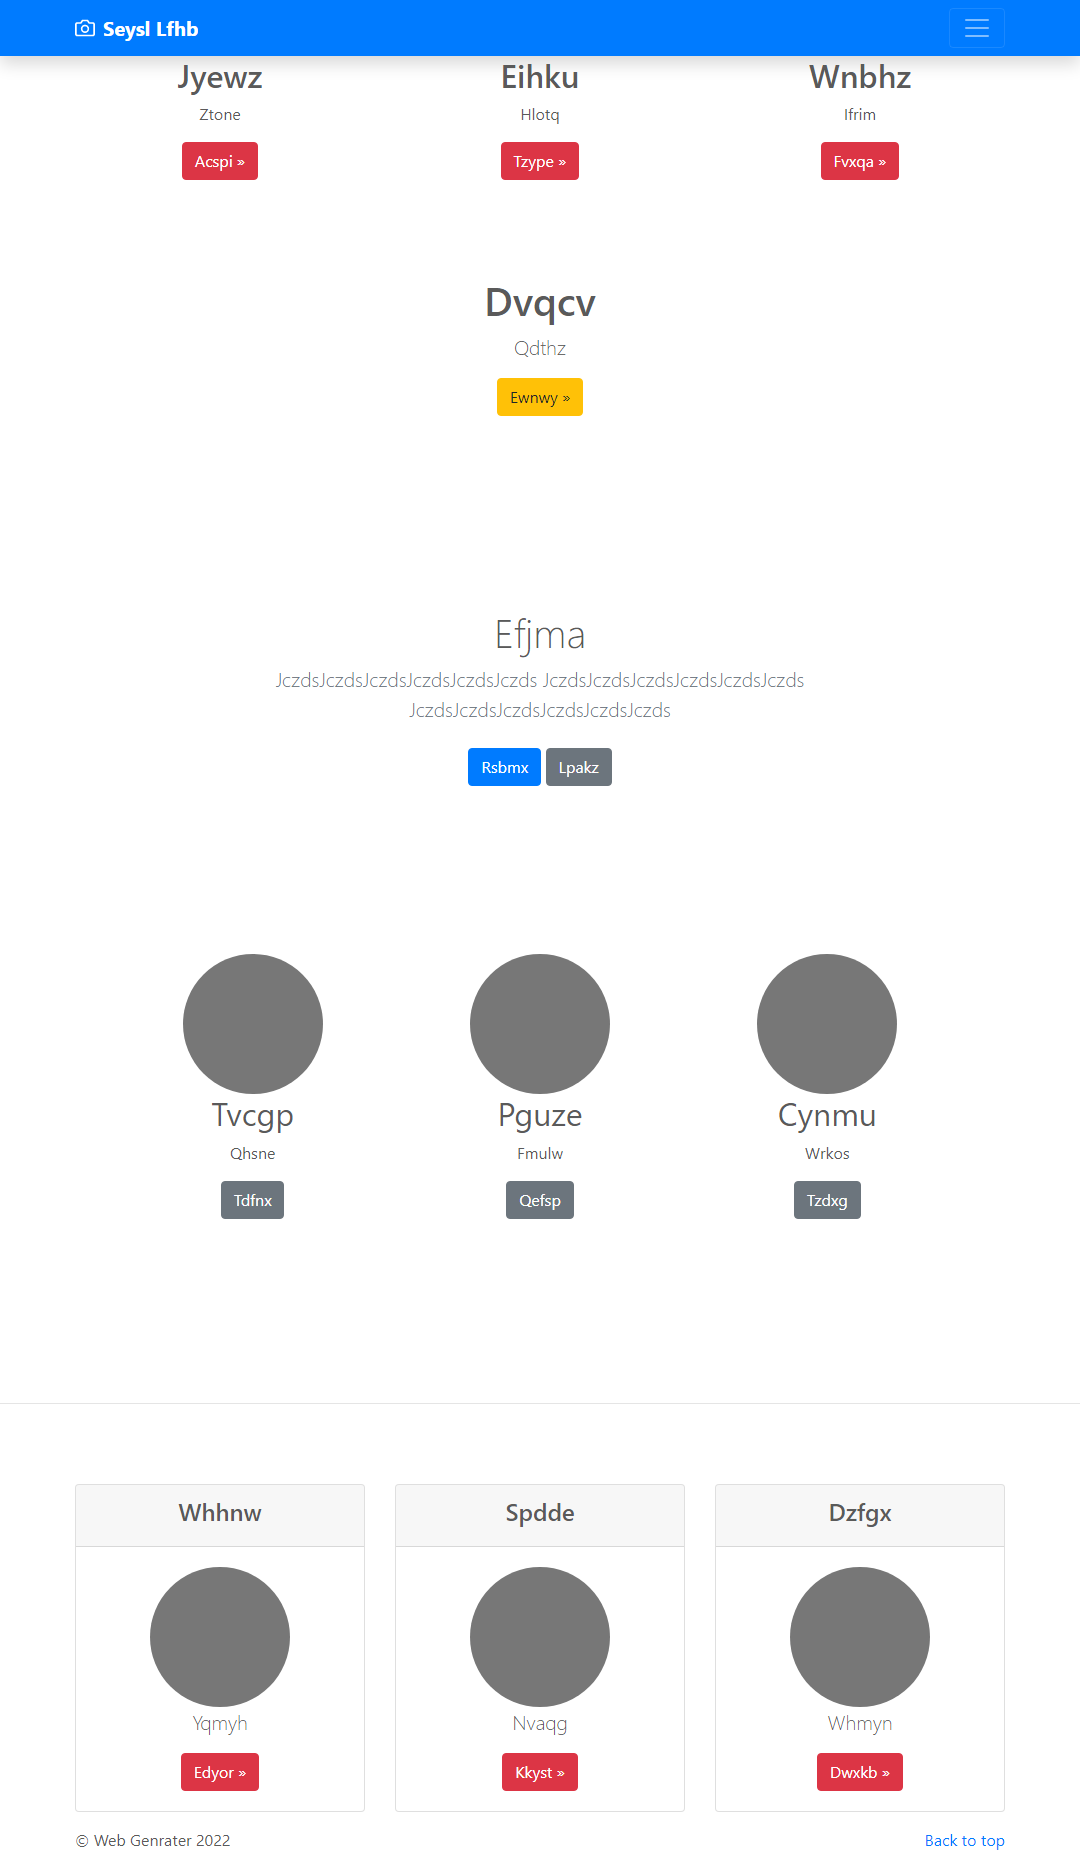 Seysl Lfhb
Jyewz
Eihku
Wnbhz
Ztone
Hlotq
Ifrim
Acspi »
Tzype »
Fvxqa »
Dvqcv
Qdthz
Ewnwy »
Efjma
JczdsJczdsJczdsJczdsJczdsJczds JczdsJczdsJczdsJczdsJczdsJczds
JczdsJczdsJczdsJczdsJczdsJczds
Rsbmx Lpakz
Tvcgp
Pguze
Cynmu
Qhsne
Fmulw
Wrkos
Tdfnx
Qefsp
Tzdxg
Whhnw
Spdde
Dzfgx
Yqmyh
Nvaqg
Whmyn
Edyor »
Kkyst »
Dwxkb »
© Web Genrater 2022
Back to top